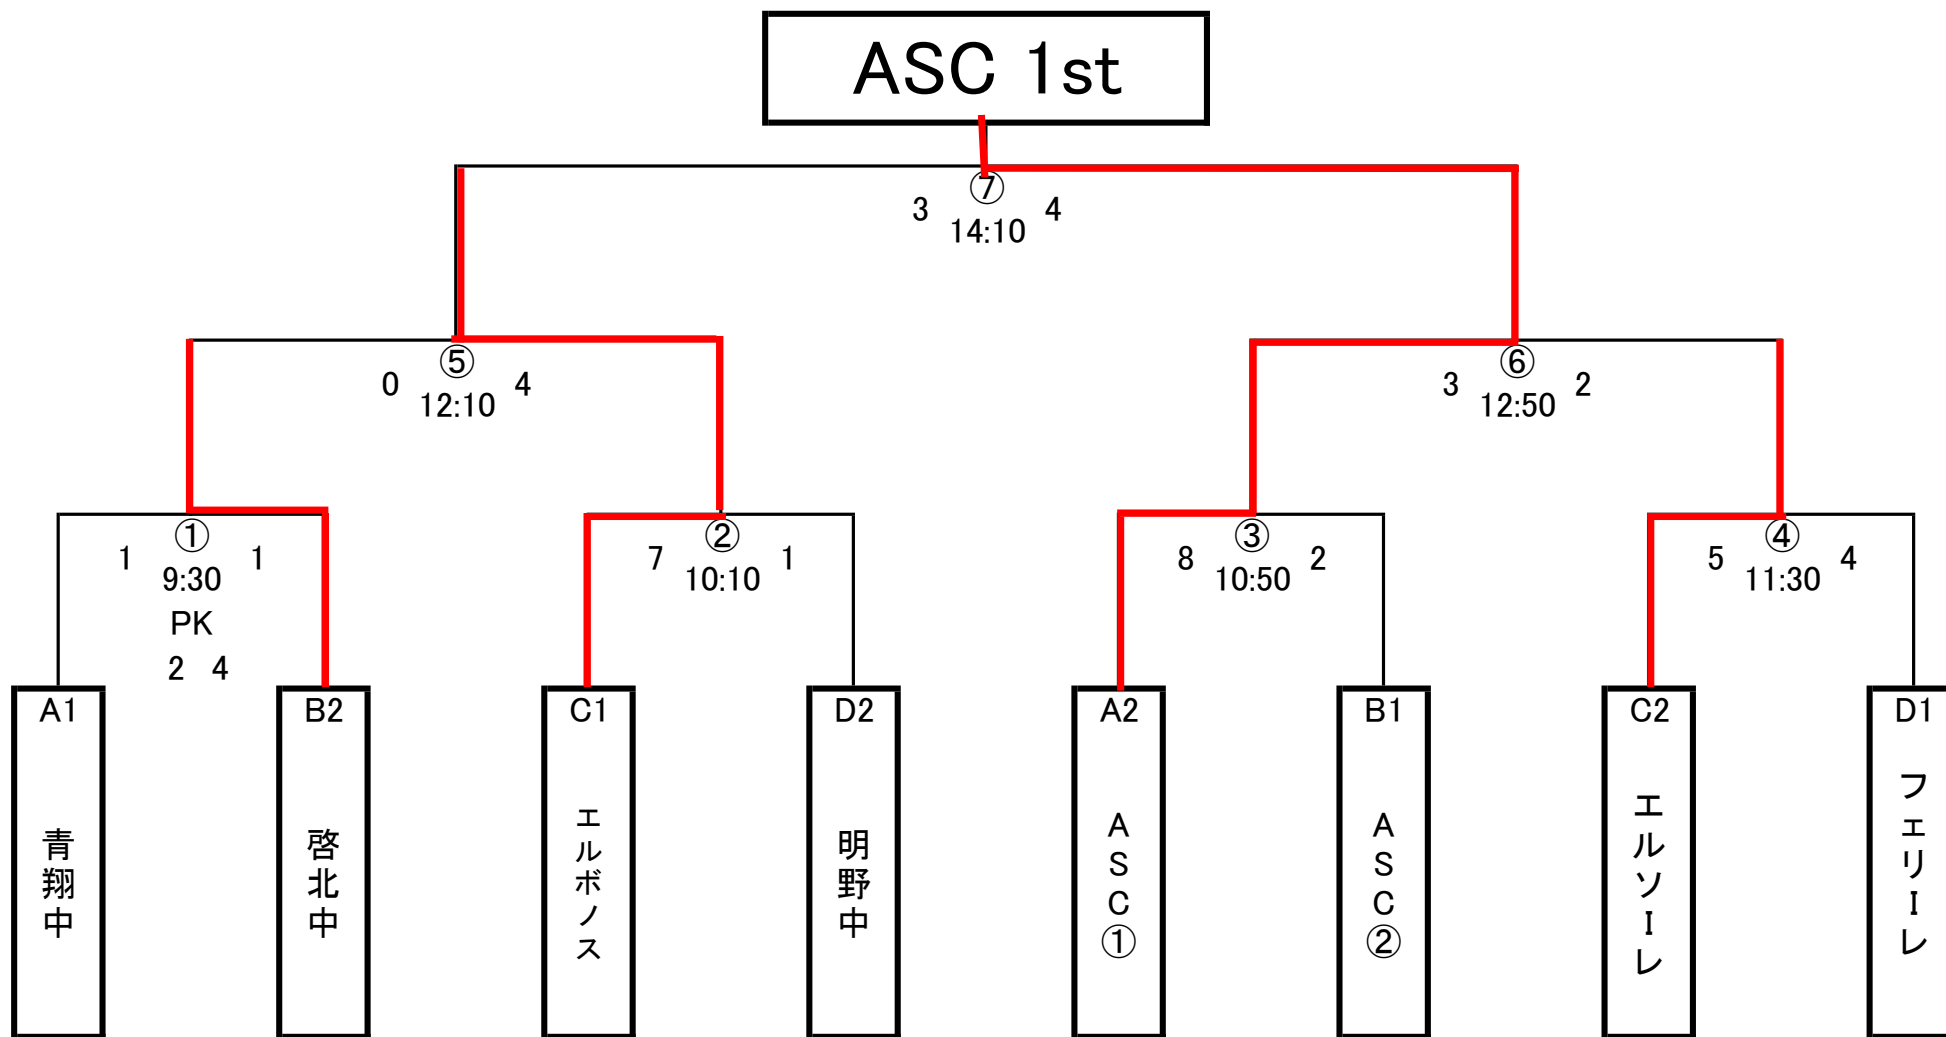 ASC 1st
⑦
3 14:10 4
⑤
0 12:10 4
⑥
3 12:50 2
①
1 9:30 1
PK
2 4
②
7 10:10 1
③
8 10:50 2
④
5 11:30 4
A1
青翔中
B2
啓北中
C1
エルボノス
D2
明野中
A2
ASC①
B1
ASC②
C2
エルソーレ
D1
フェリーレ